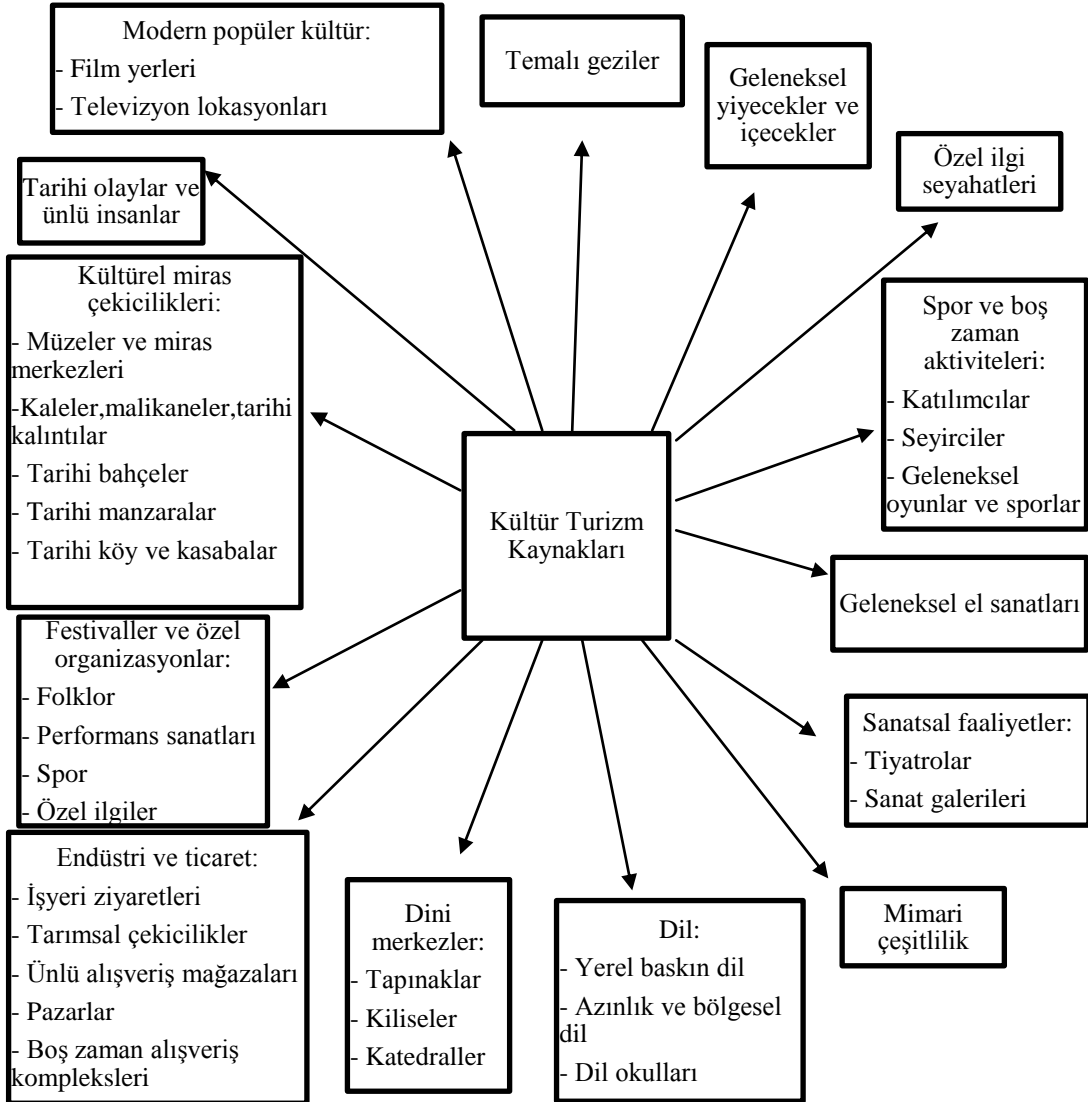 Modern popüler kültür:
- Film yerleri
- Televizyon lokasyonları
Temalı geziler
Geleneksel
yiyecekler ve
içecekler
Özel ilgi
seyahatleri
Tarihi olaylar ve
ünlü insanlar
Kültürel miras
çekicilikleri:
- Müzeler ve miras
merkezleri
-Kaleler,malikaneler,tarihi
kalıntılar
- Tarihi bahçeler
- Tarihi manzaralar
- Tarihi köy ve kasabalar
Spor ve boş
zaman
aktiviteleri:
- Katılımcılar
- Seyirciler
- Geleneksel
oyunlar ve sporlar
Kültür Turizm
Kaynakları
Geleneksel el sanatları
Festivaller ve özel
organizasyonlar:
- Folklor
- Performans sanatları
- Spor
- Özel ilgiler
Sanatsal faaliyetler:
- Tiyatrolar
- Sanat galerileri
Endüstri ve ticaret:
- İşyeri ziyaretleri
- Tarımsal çekicilikler
- Ünlü alışveriş mağazaları
- Pazarlar
- Boş zaman alışveriş
kompleksleri
Dini
merkezler:
- Tapınaklar
- Kiliseler
- Katedraller
Dil:
- Yerel baskın dil
- Azınlık ve bölgesel
dil
- Dil okulları
Mimari
çeşitlilik